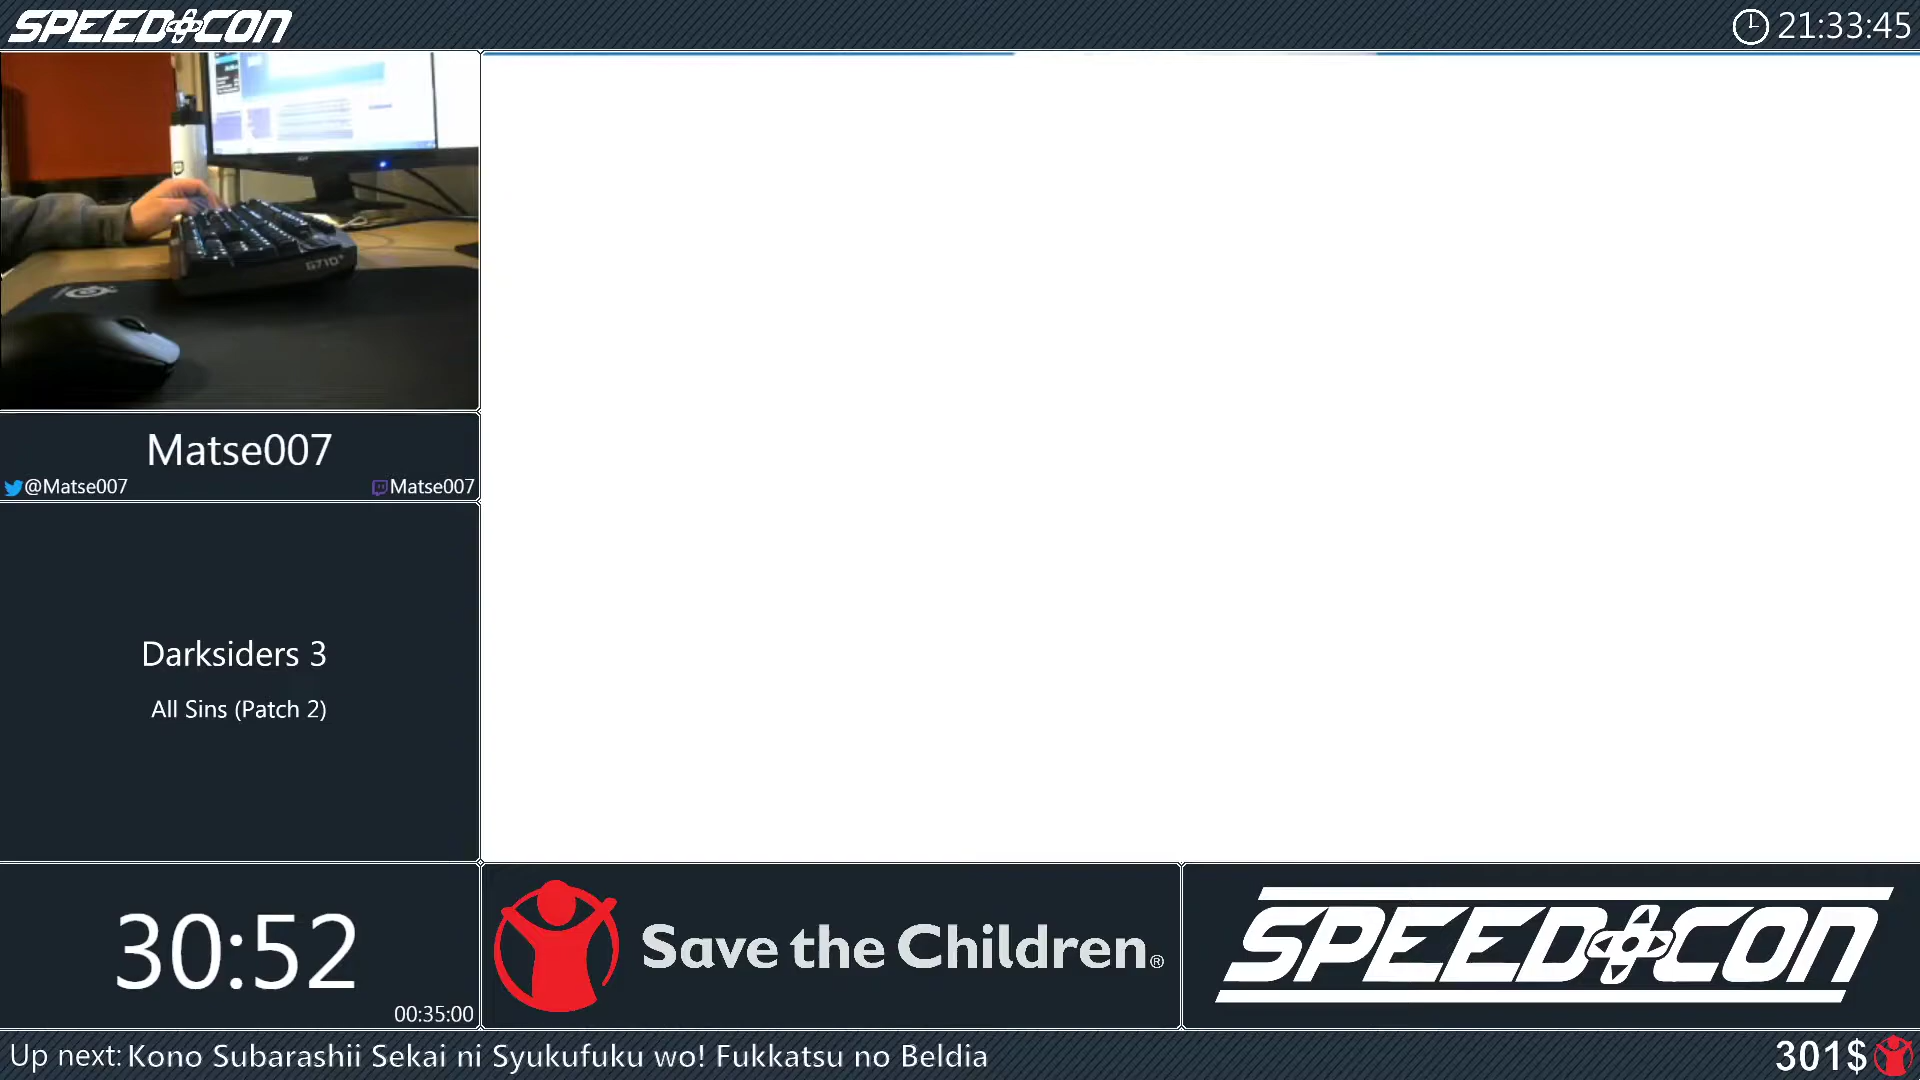 SPEEDCON
21:33:45
G710+
Matse007
@Matse007
Matse007
Darksiders 3
All Sins (Patch 2)
30:52
00:35:00
Save the Children®
SPEEDCON
Up next: Kono Subarashii Sekai ni Syukufuku wo! Fukkatsu no Beldia
301$